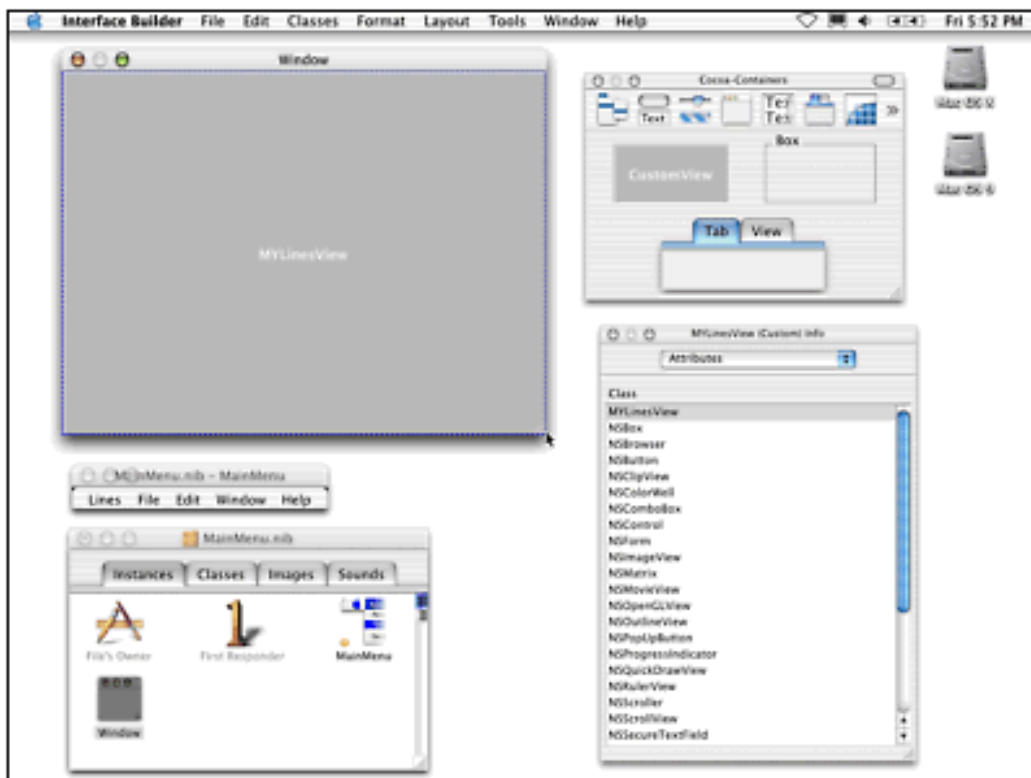 Interface Builder File Edit Classes Format Layout Tools Window Help Fri 5:52 PM
Window
MYLinesView
Cocoa-Containers
Text
CustomView
Box
Tab View
MYLinesView (Custom) Info
Attributes
Class
MYLinesView
NSBox
NSBrowser
NSButton
NSClipView
NSColorWell
NSComboBox
NSControl
NSForm
NSImageView
NSMatrix
NSMovieView
NSOpenGLView
NSOutlineView
NSPopUpButton
NSProgressIndicator
NSQuickDrawView
NSRulerView
NSScroller
NSScrollView
NSSecureTextField
MainMenu.nib - MainMenu
Lines File Edit Window Help
MainMenu.nib
Instances Classes Images Sounds
File's Owner First Responder MainMenu
Window